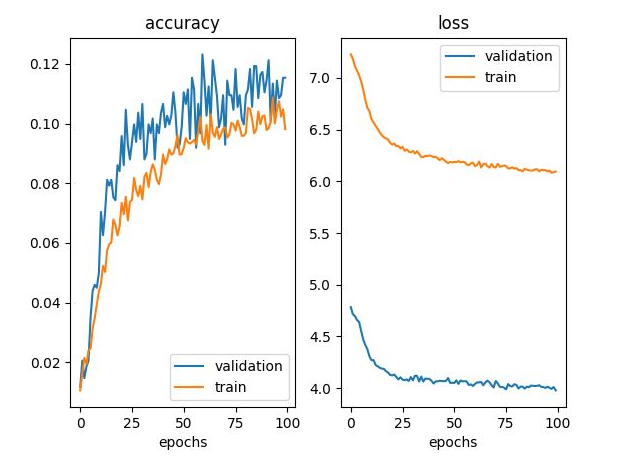 accuracy
loss
0.12
0.10
0.08
0.06
0.04
0.02
validation
train
0 25 50 75 100
epochs
7.0
6.5
6.0
5.5
5.0
4.5
4.0
validation
train
0 25 50 75 100
epochs